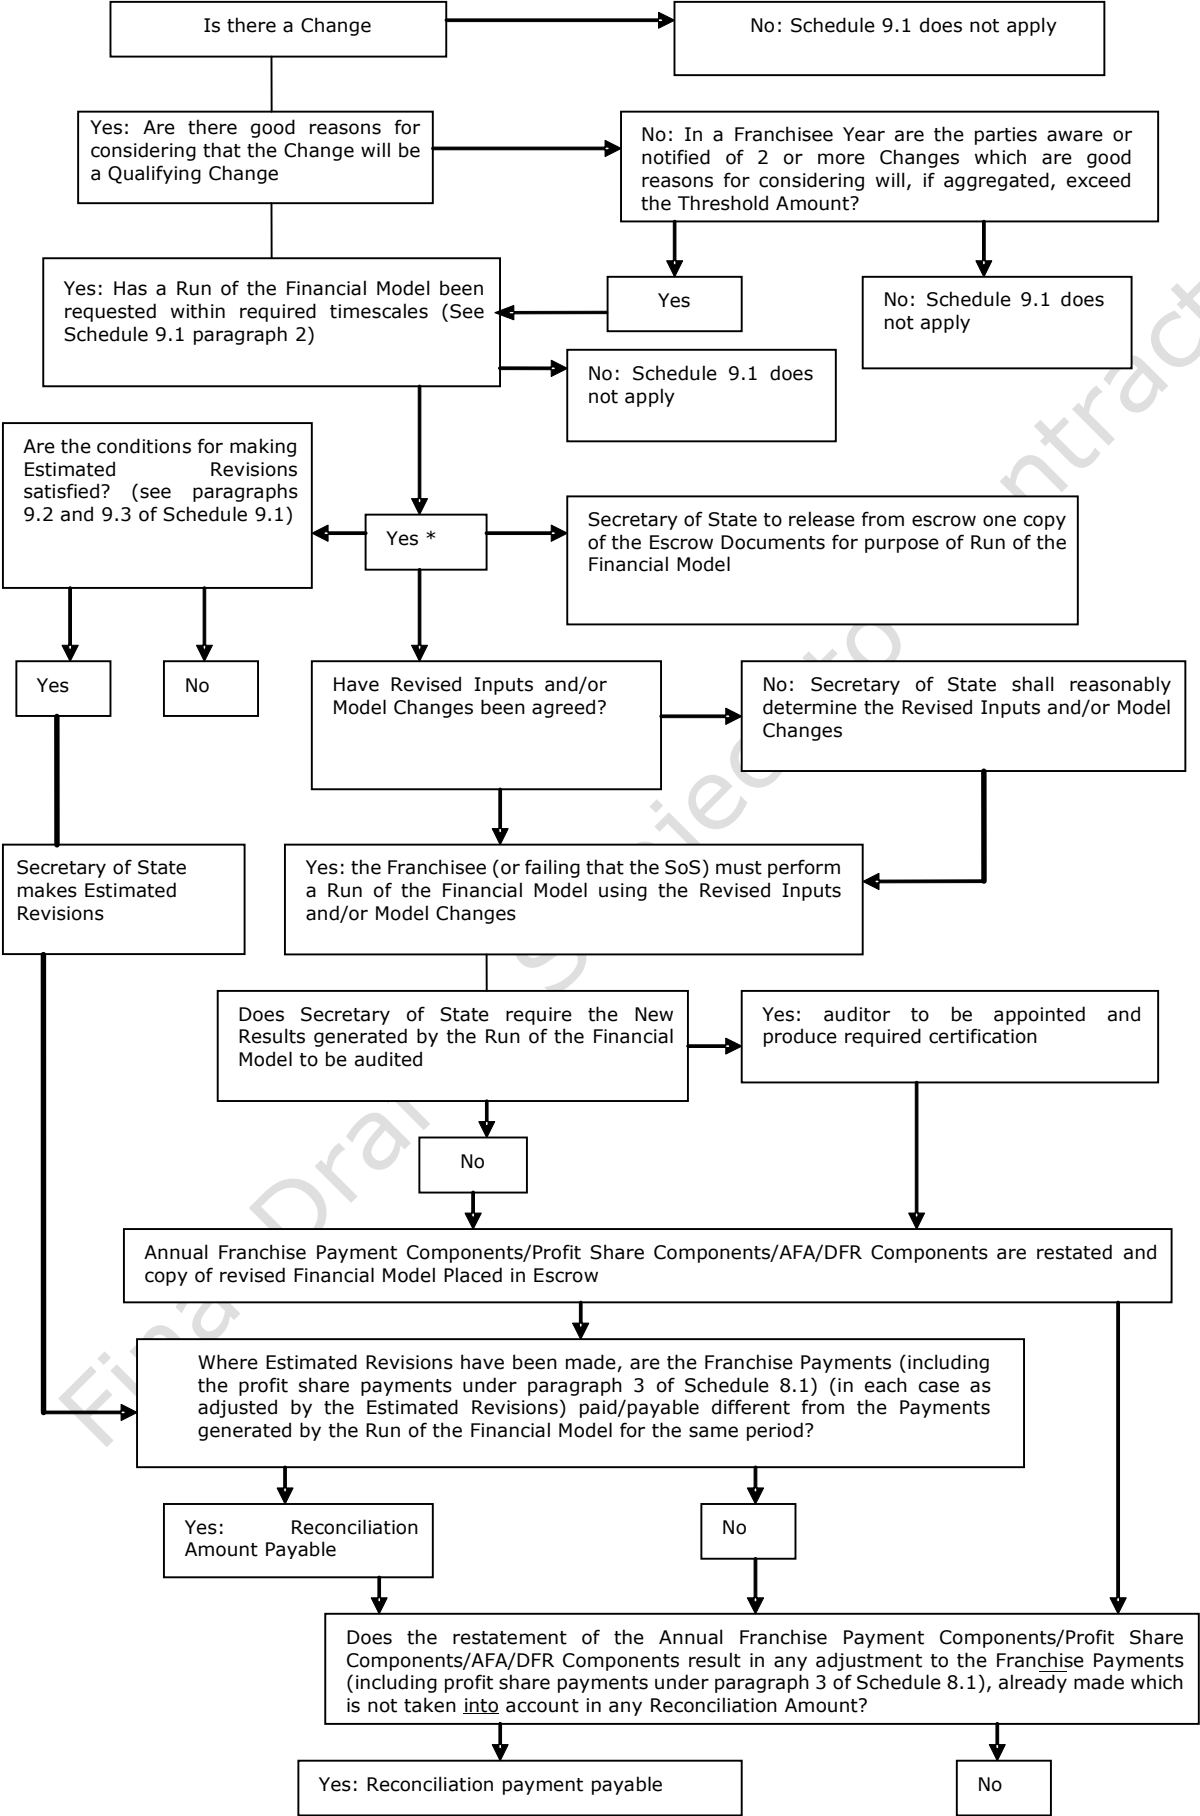 Is there a Change
No: Schedule 9.1 does not apply
Yes: Are there good reasons for
considering that the Change will be
a Qualifying Change
No: In a Franchisee Year are the parties aware or
notified of 2 or more Changes which are good
reasons for considering will, if aggregated, exceed
the Threshold Amount?
Yes: Has a Run of the Financial Model been
requested within required timescales (See
Schedule 9.1 paragraph 2)
Yes
No: Schedule 9.1 does
not apply
No: Schedule 9.1 does
not apply
Are the conditions for making
Estimated Revisions
satisfied? (see paragraphs
9.2 and 9.3 of Schedule 9.1)
Yes *
Secretary of State to release from escrow one copy
of the Escrow Documents for purpose of Run of the
Financial Model
Yes
No
Have Revised Inputs and/or
Model Changes been agreed?
No: Secretary of State shall reasonably
determine the Revised Inputs and/or Model
Changes
Secretary of State
makes Estimated
Revisions
Yes: the Franchisee (or failing that the SoS) must perform
a Run of the Financial Model using the Revised Inputs
and/or Model Changes
Does Secretary of State require the New
Results generated by the Run of the Financial
Model to be audited
Yes: auditor to be appointed and
produce required certification
No
Annual Franchise Payment Components/Profit Share Components/AFA/DFR Components are restated and
copy of revised Financial Model Placed in Escrow
Where Estimated Revisions have been made, are the Franchise Payments (including
the profit share payments under paragraph 3 of Schedule 8.1) (in each case as
adjusted by the Estimated Revisions) paid/payable different from the Payments
generated by the Run of the Financial Model for the same period?
Yes: Reconciliation
Amount Payable
No
Does the restatement of the Annual Franchise Payment Components/Profit Share
Components/AFA/DFR Components result in any adjustment to the Franchise Payments
(including profit share payments under paragraph 3 of Schedule 8.1), already made which
is not taken into account in any Reconciliation Amount?
Yes: Reconciliation payment payable
No